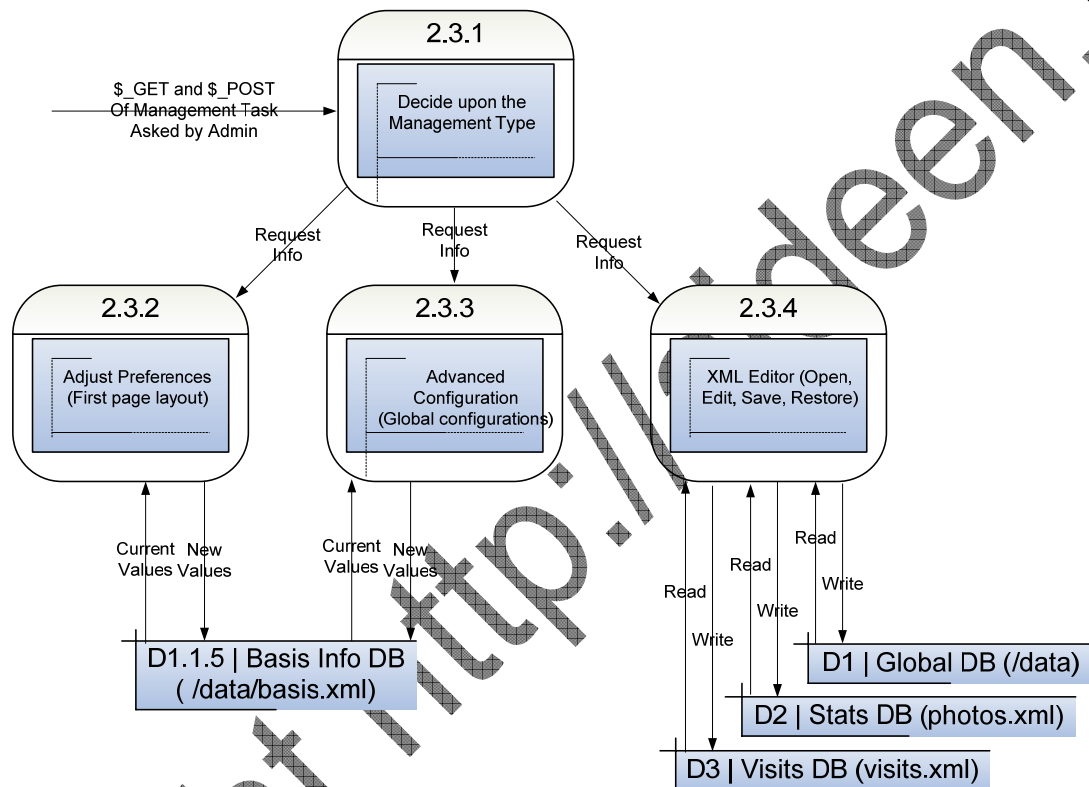 2.3.1
$_GET and $_POST
Of Management Task
Asked by Admin
Decide upon the
Management Type
Request
Info
Request
Info
Request
Info
2.3.2
Adjust Preferences
(First page layout)
2.3.3
Advanced
Configuration
(Global configurations)
2.3.4
XML Editor (Open,
Edit, Save, Restore)
Current
Values
New
Values
Current
Values
New
Values
Read
Write
Read
Write
Read
Write
D1.1.5 | Basis Info DB
( /data/basis.xml)
D1 | Global DB (/data)
D2 | Stats DB (photos.xml)
D3 | Visits DB (visits.xml)